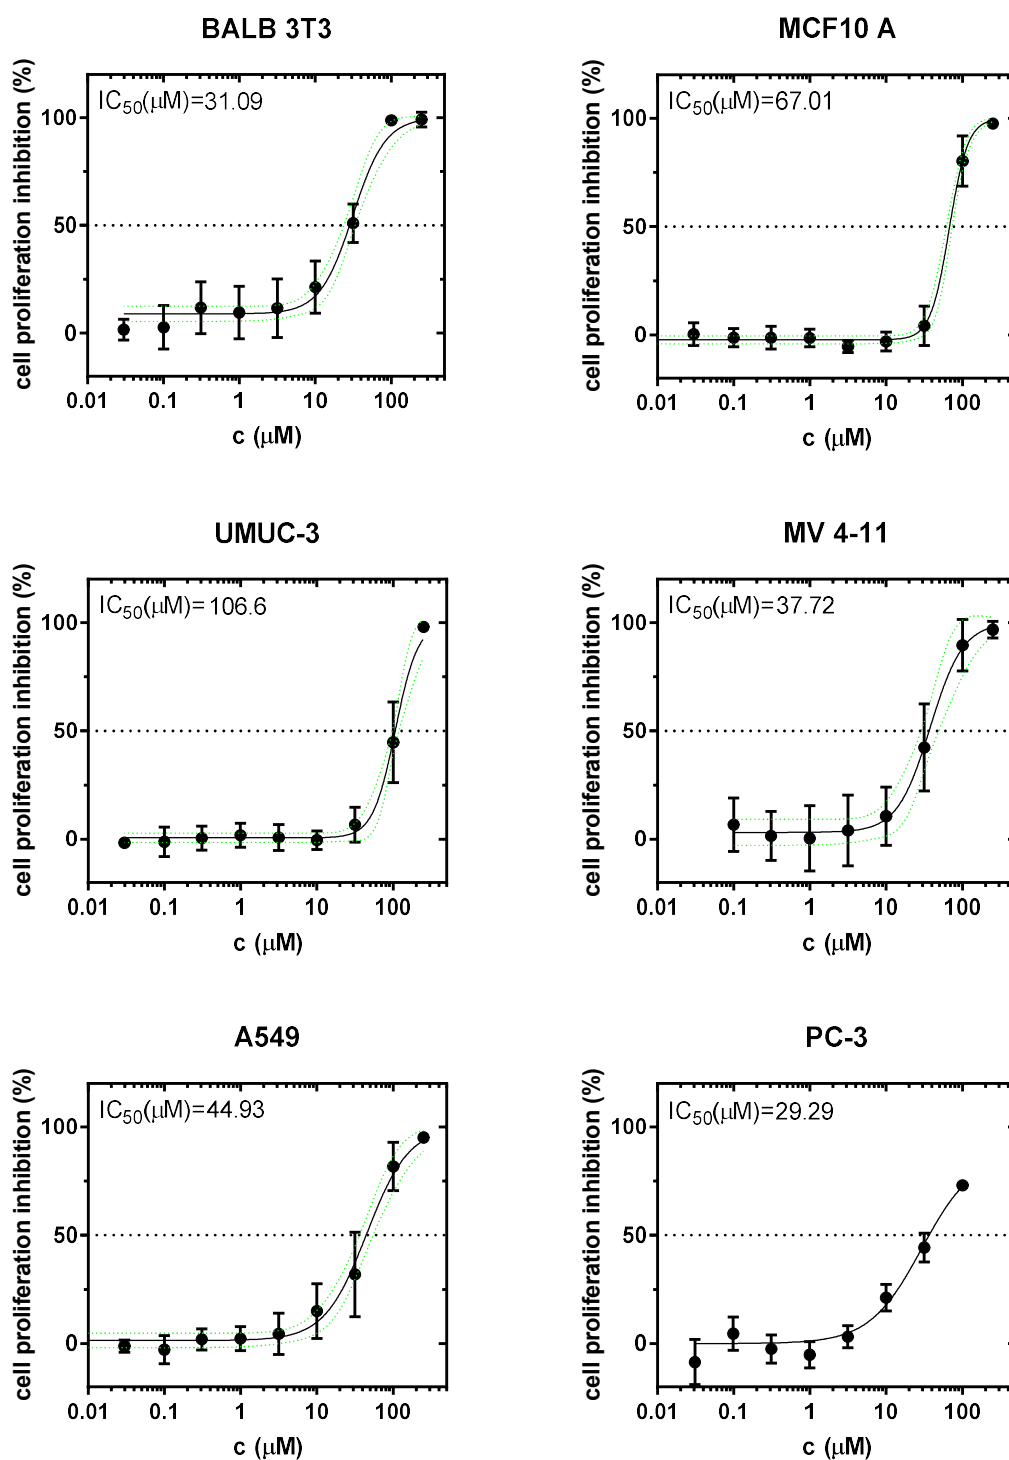 BALB 3T3
IC50(μM)=31.09
cell proliferation inhibition (%)
100
50
0
0.01 0.1 1 10 100
c (μM)
MCF10 A
IC50(μM)=67.01
cell proliferation inhibition (%)
100
50
0
0.01 0.1 1 10 100
c (μM)
UMUC-3
IC50(μM)=106.6
cell proliferation inhibition (%)
100
50
0
0.01 0.1 1 10 100
c (μM)
MV 4-11
IC50(μM)=37.72
cell proliferation inhibition (%)
100
50
0
0.01 0.1 1 10 100
c (μM)
A549
IC50(μM)=44.93
cell proliferation inhibition (%)
100
50
0
0.01 0.1 1 10 100
c (μM)
PC-3
IC50(μM)=29.29
cell proliferation inhibition (%)
100
50
0
0.01 0.1 1 10 100
c (μM)